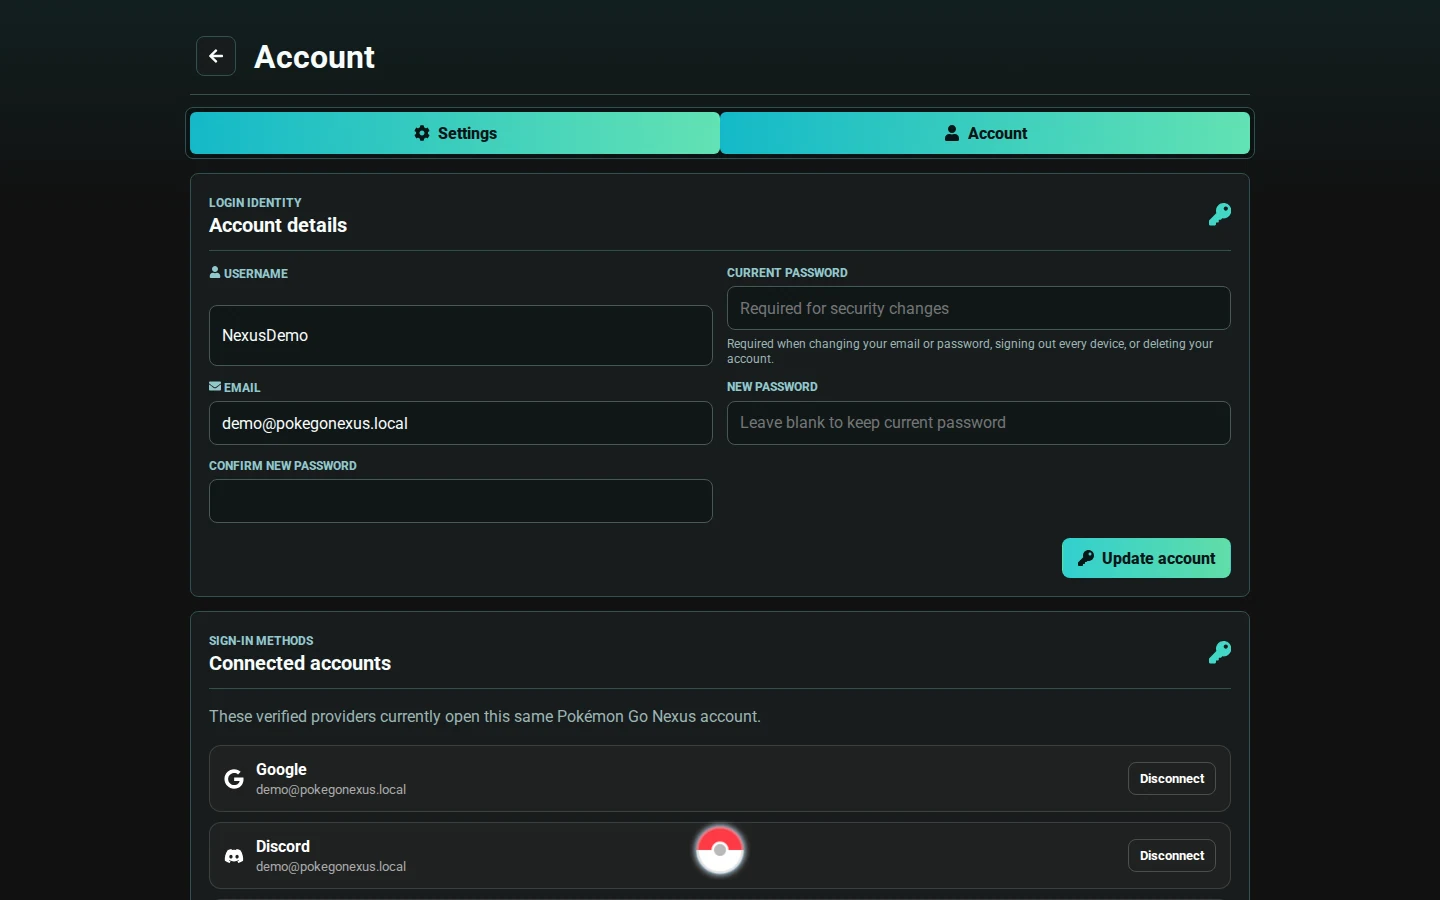 Account
Settings
Account
LOGIN IDENTITY
Account details
USERNAME
NexusDemo
CURRENT PASSWORD
Required for security changes
Required when changing your email or password, signing out every device, or deleting your
account.
EMAIL
demo@pokegonexus.local
NEW PASSWORD
Leave blank to keep current password
CONFIRM NEW PASSWORD
Update account
SIGN-IN METHODS
Connected accounts
These verified providers currently open this same Pokémon Go Nexus account.
Google
demo@pokegonexus.local
Disconnect
Discord
demo@pokegonexus.local
Disconnect